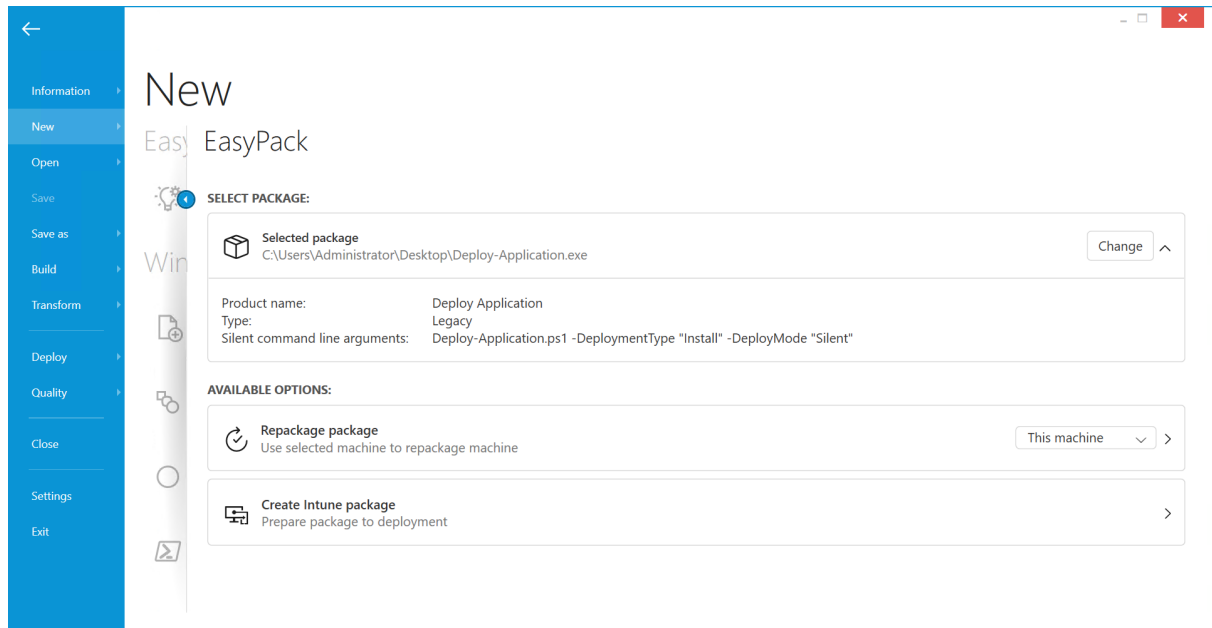 Information
New
Open
Save
Save as
Build
Transform
Deploy
Quality
Close
Settings
Exit
New
Easy
Win
EasyPack
SELECT PACKAGE:
Selected package
C:\Users\Administrator\Desktop\Deploy-Application.exe
Change
Product name: Deploy Application
Type: Legacy
Silent command line arguments: Deploy-Application.ps1 -DeploymentType "Install" -DeployMode "Silent"
AVAILABLE OPTIONS:
Repackage package
Use selected machine to repackage machine
This machine
Create Intune package
Prepare package to deployment